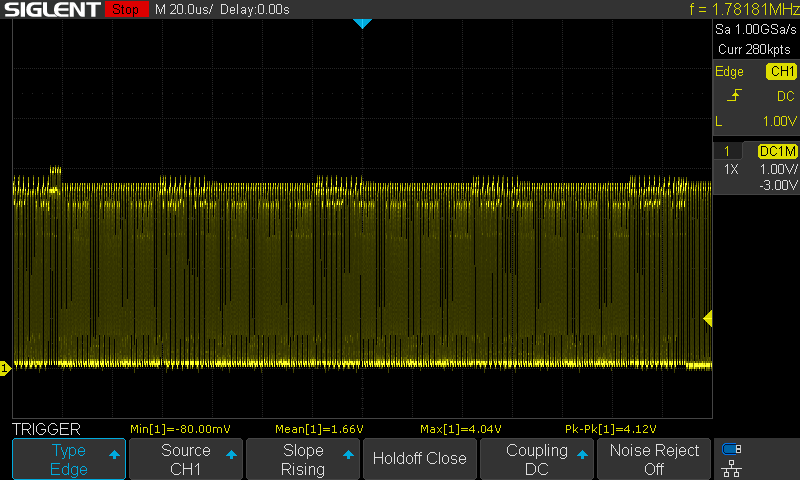 SIGLENT Stop M 20.0us/ Delay:0.00s f = 1.78181MHz
Sa 1.00GSa/s
Curr 280kpts
Edge CH1
DC
L 1.00V
1 DC1M
1X 1.00V/
-3.00V
1
TRIGGER Min[1]=-80.00mV Mean[1]=1.66V Max[1]=4.04V Pk-Pk[1]=4.12V
Type Source Slope Holdoff Close Coupling Noise Reject
Edge CH1 Rising DC Off